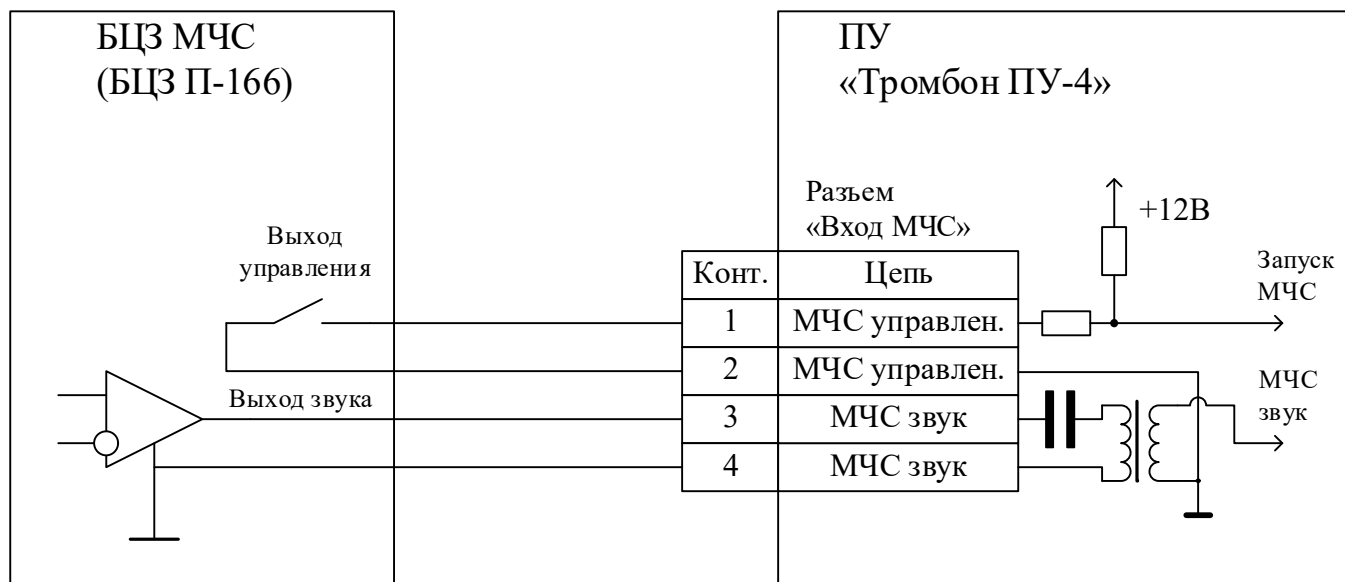 БЦЗ МЧС
(БЦЗ П-166)
ПУ
«Тромбон ПУ-4»
Разъем
«Вход МЧС»
+12В
Выход
управления
Запуск
МЧС
Конт. Цепь
1 МЧС управлен.
2 МЧС управлен.
Выход звука
3 МЧС звук
4 МЧС звук
МЧС
звук